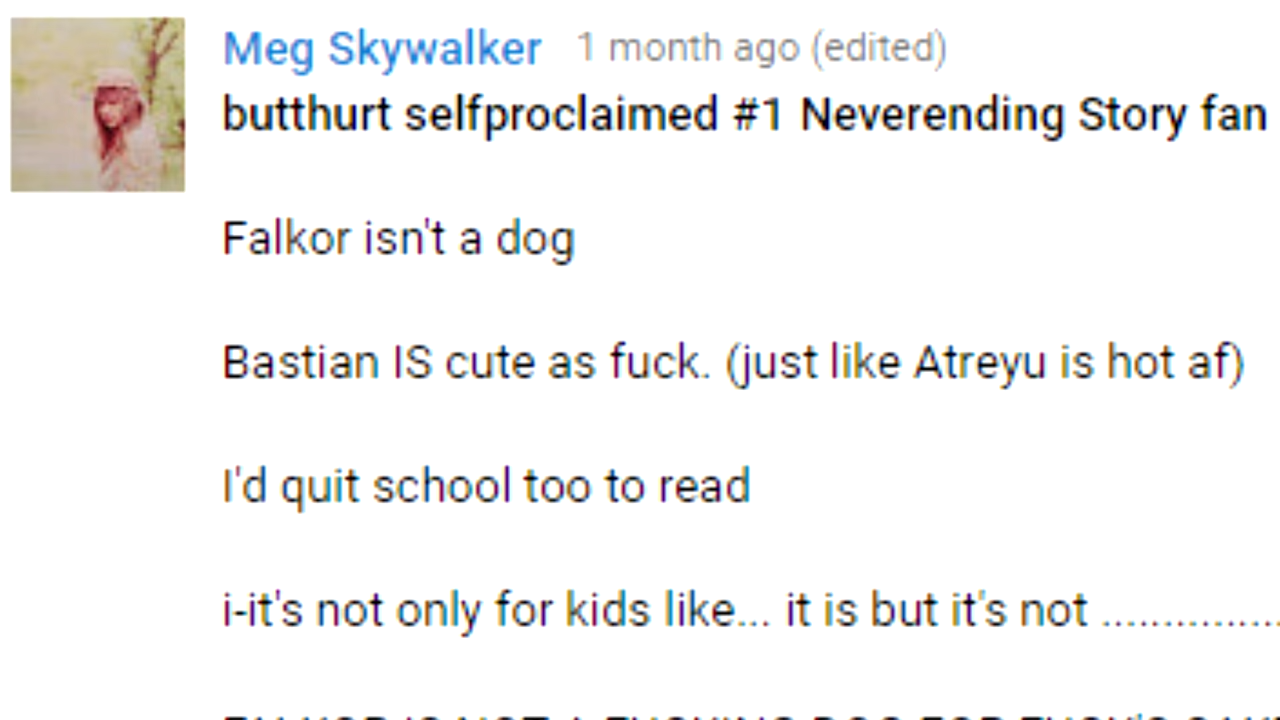 Meg Skywalker 1 month ago (edited)
butthurt selfproclaimed #1 Neverending Story fan
Falkor isn't a dog
Bastian IS cute as fuck. (just like Atreyu is hot af)
I'd quit school too to read
i-it's not only for kids like... it is but it's not ...............